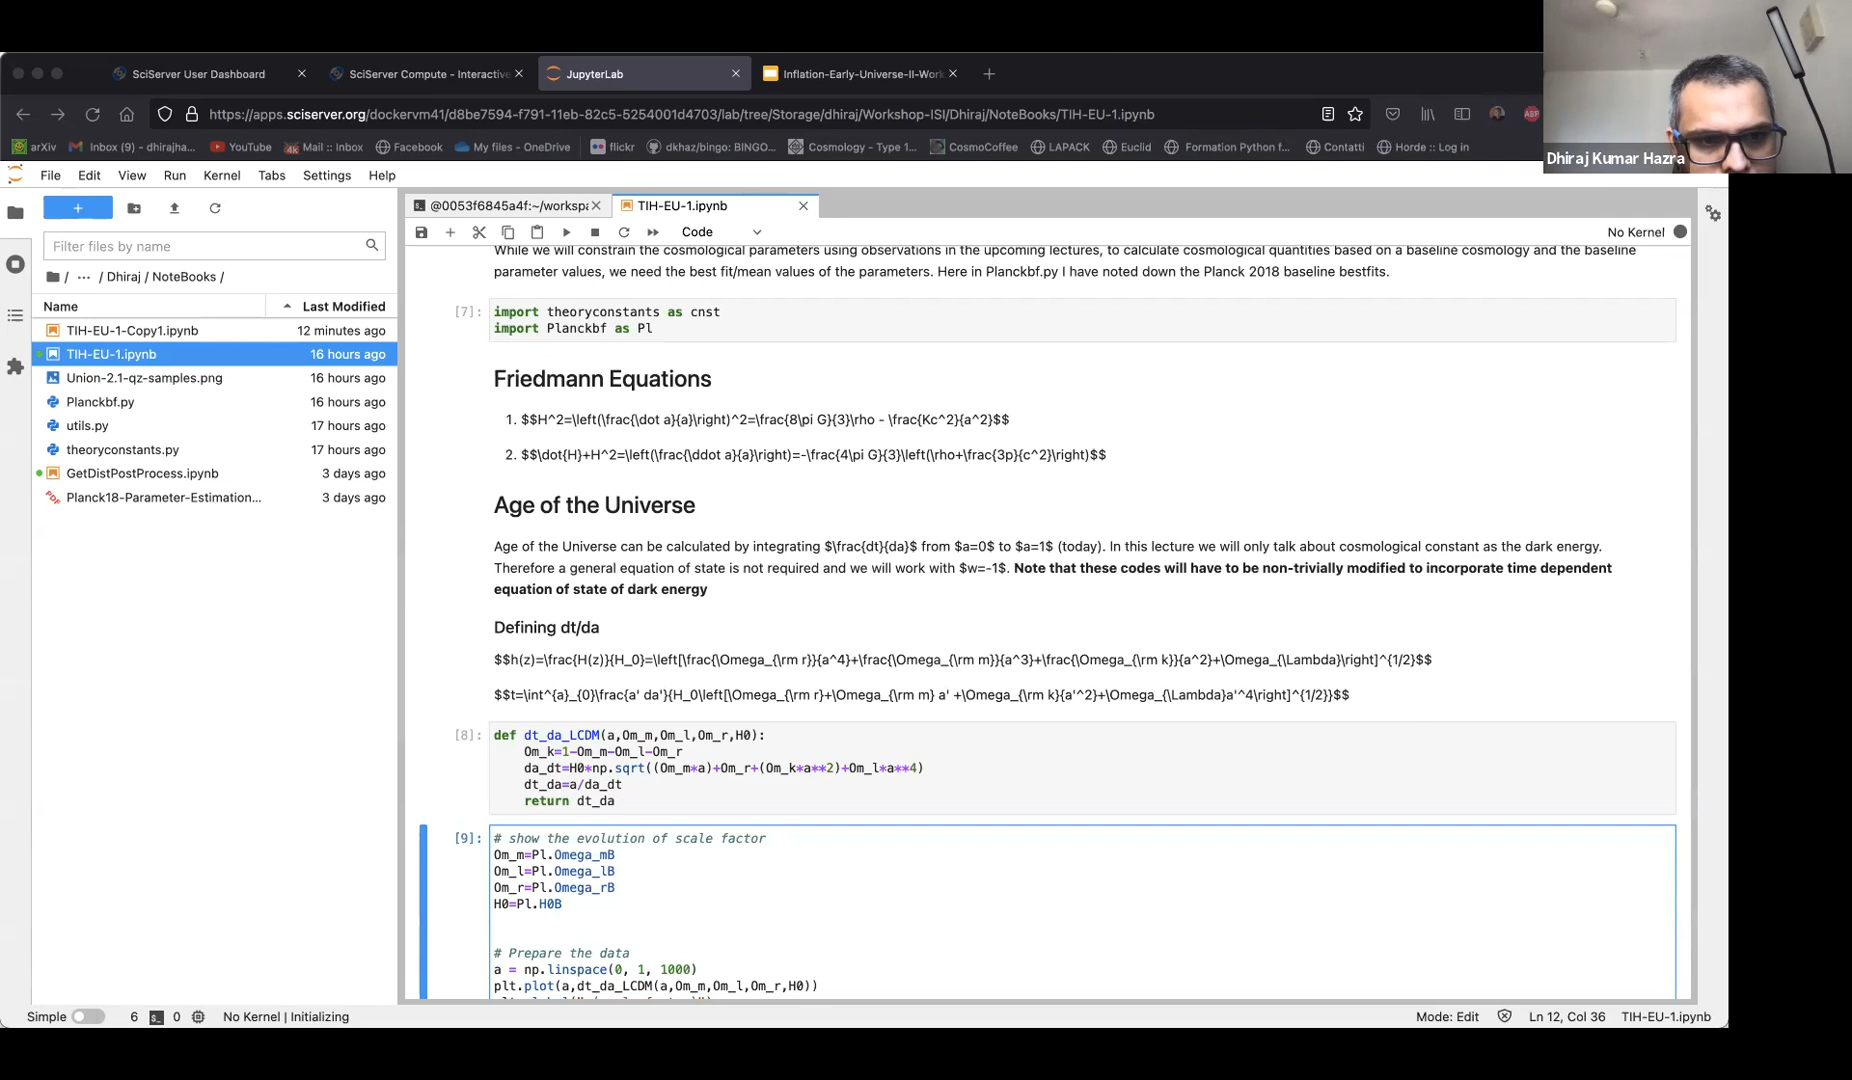 SciServer User Dashboard
SciServer Compute - Interactive
JupyterLab
Inflation-Early-Universe-II-Work
https://apps.sciserver.org/dockervm41/d8be7594-f791-11eb-82c5-5254001d4703/lab/tree/Storage/dhiraj/Workshop-ISI/Dhiraj/NoteBooks/TIH-EU-1.ipynb
ABP
arXiv
Inbox (9) - dhirajha...
YouTube
4k Mail :: Inbox
Facebook
My files - OneDrive
flickr
dkhaz/bingo: BINGO...
Cosmology - Type 1...
CosmoCoffee
LAPACK
Euclid
Formation Python f...
Contatti
Horde :: Log in
Dhiraj Kumar Hazra
File Edit View Run Kernel Tabs Settings Help
@0053f6845a4f:~/workspa
TIH-EU-1.ipynb
Code
No Kernel
Filter files by name
/ ··· / Dhiraj / NoteBooks /
Name Last Modified
TIH-EU-1-Copy1.ipynb 12 minutes ago
TIH-EU-1.ipynb 16 hours ago
Union-2.1-qz-samples.png 16 hours ago
Planckbf.py 16 hours ago
utils.py 17 hours ago
theoryconstants.py 17 hours ago
GetDistPostProcess.ipynb 3 days ago
PDF Planck18-Parameter-Estimation... 3 days ago
While we will constrain the cosmological parameters using observations in the upcoming lectures, to calculate cosmological quantities based on a baseline cosmology and the baseline
parameter values, we need the best fit/mean values of the parameters. Here in Planckbf.py I have noted down the Planck 2018 baseline bestfits.
[7]: import theoryconstants as cnst
import Planckbf as Pl
Friedmann Equations
1. $$H^2=\left(\frac{\dot a}{a}\right)^2=\frac{8\pi G}{3}\rho - \frac{Kc^2}{a^2}$$
2. $$\dot{H}+H^2=\left(\frac{\ddot a}{a}\right)=-\frac{4\pi G}{3}\left(\rho+\frac{3p}{c^2}\right)$$
Age of the Universe
Age of the Universe can be calculated by integrating $\frac{dt}{da}$ from $a=0$ to $a=1$ (today). In this lecture we will only talk about cosmological constant as the dark energy.
Therefore a general equation of state is not required and we will work with $w=-1$. Note that these codes will have to be non-trivially modified to incorporate time dependent
equation of state of dark energy
Defining dt/da
$$h(z)=\frac{H(z)}{H_0}=\left[\frac{\Omega_{\rm r}}{a^4}+\frac{\Omega_{\rm m}}{a^3}+\frac{\Omega_{\rm k}}{a^2}+\Omega_{\Lambda}\right]^{1/2}$$
$$t=\int^{a}_{0}\frac{a' da'}{H_0\left[\Omega_{\rm r}+\Omega_{\rm m} a' +\Omega_{\rm k}{a'^2}+\Omega_{\Lambda}a'^4\right]^{1/2}}$$
[8]: def dt_da_LCDM(a,Om_m,Om_l,Om_r,H0):
Om_k=1-Om_m-Om_l-Om_r
da_dt=H0*np.sqrt((Om_m*a)+Om_r+(Om_k*a**2)+Om_l*a**4)
dt_da=a/da_dt
return dt_da
[9]: # show the evolution of scale factor
Om_m=Pl.Omega_mB
Om_l=Pl.Omega_lB
Om_r=Pl.Omega_rB
H0=Pl.H0B
# Prepare the data
a = np.linspace(0, 1, 1000)
plt.plot(a,dt_da_LCDM(a,Om_m,Om_l,Om_r,H0))
Simple 6 0 No Kernel | Initializing
Mode: Edit Ln 12, Col 36 TIH-EU-1.ipynb